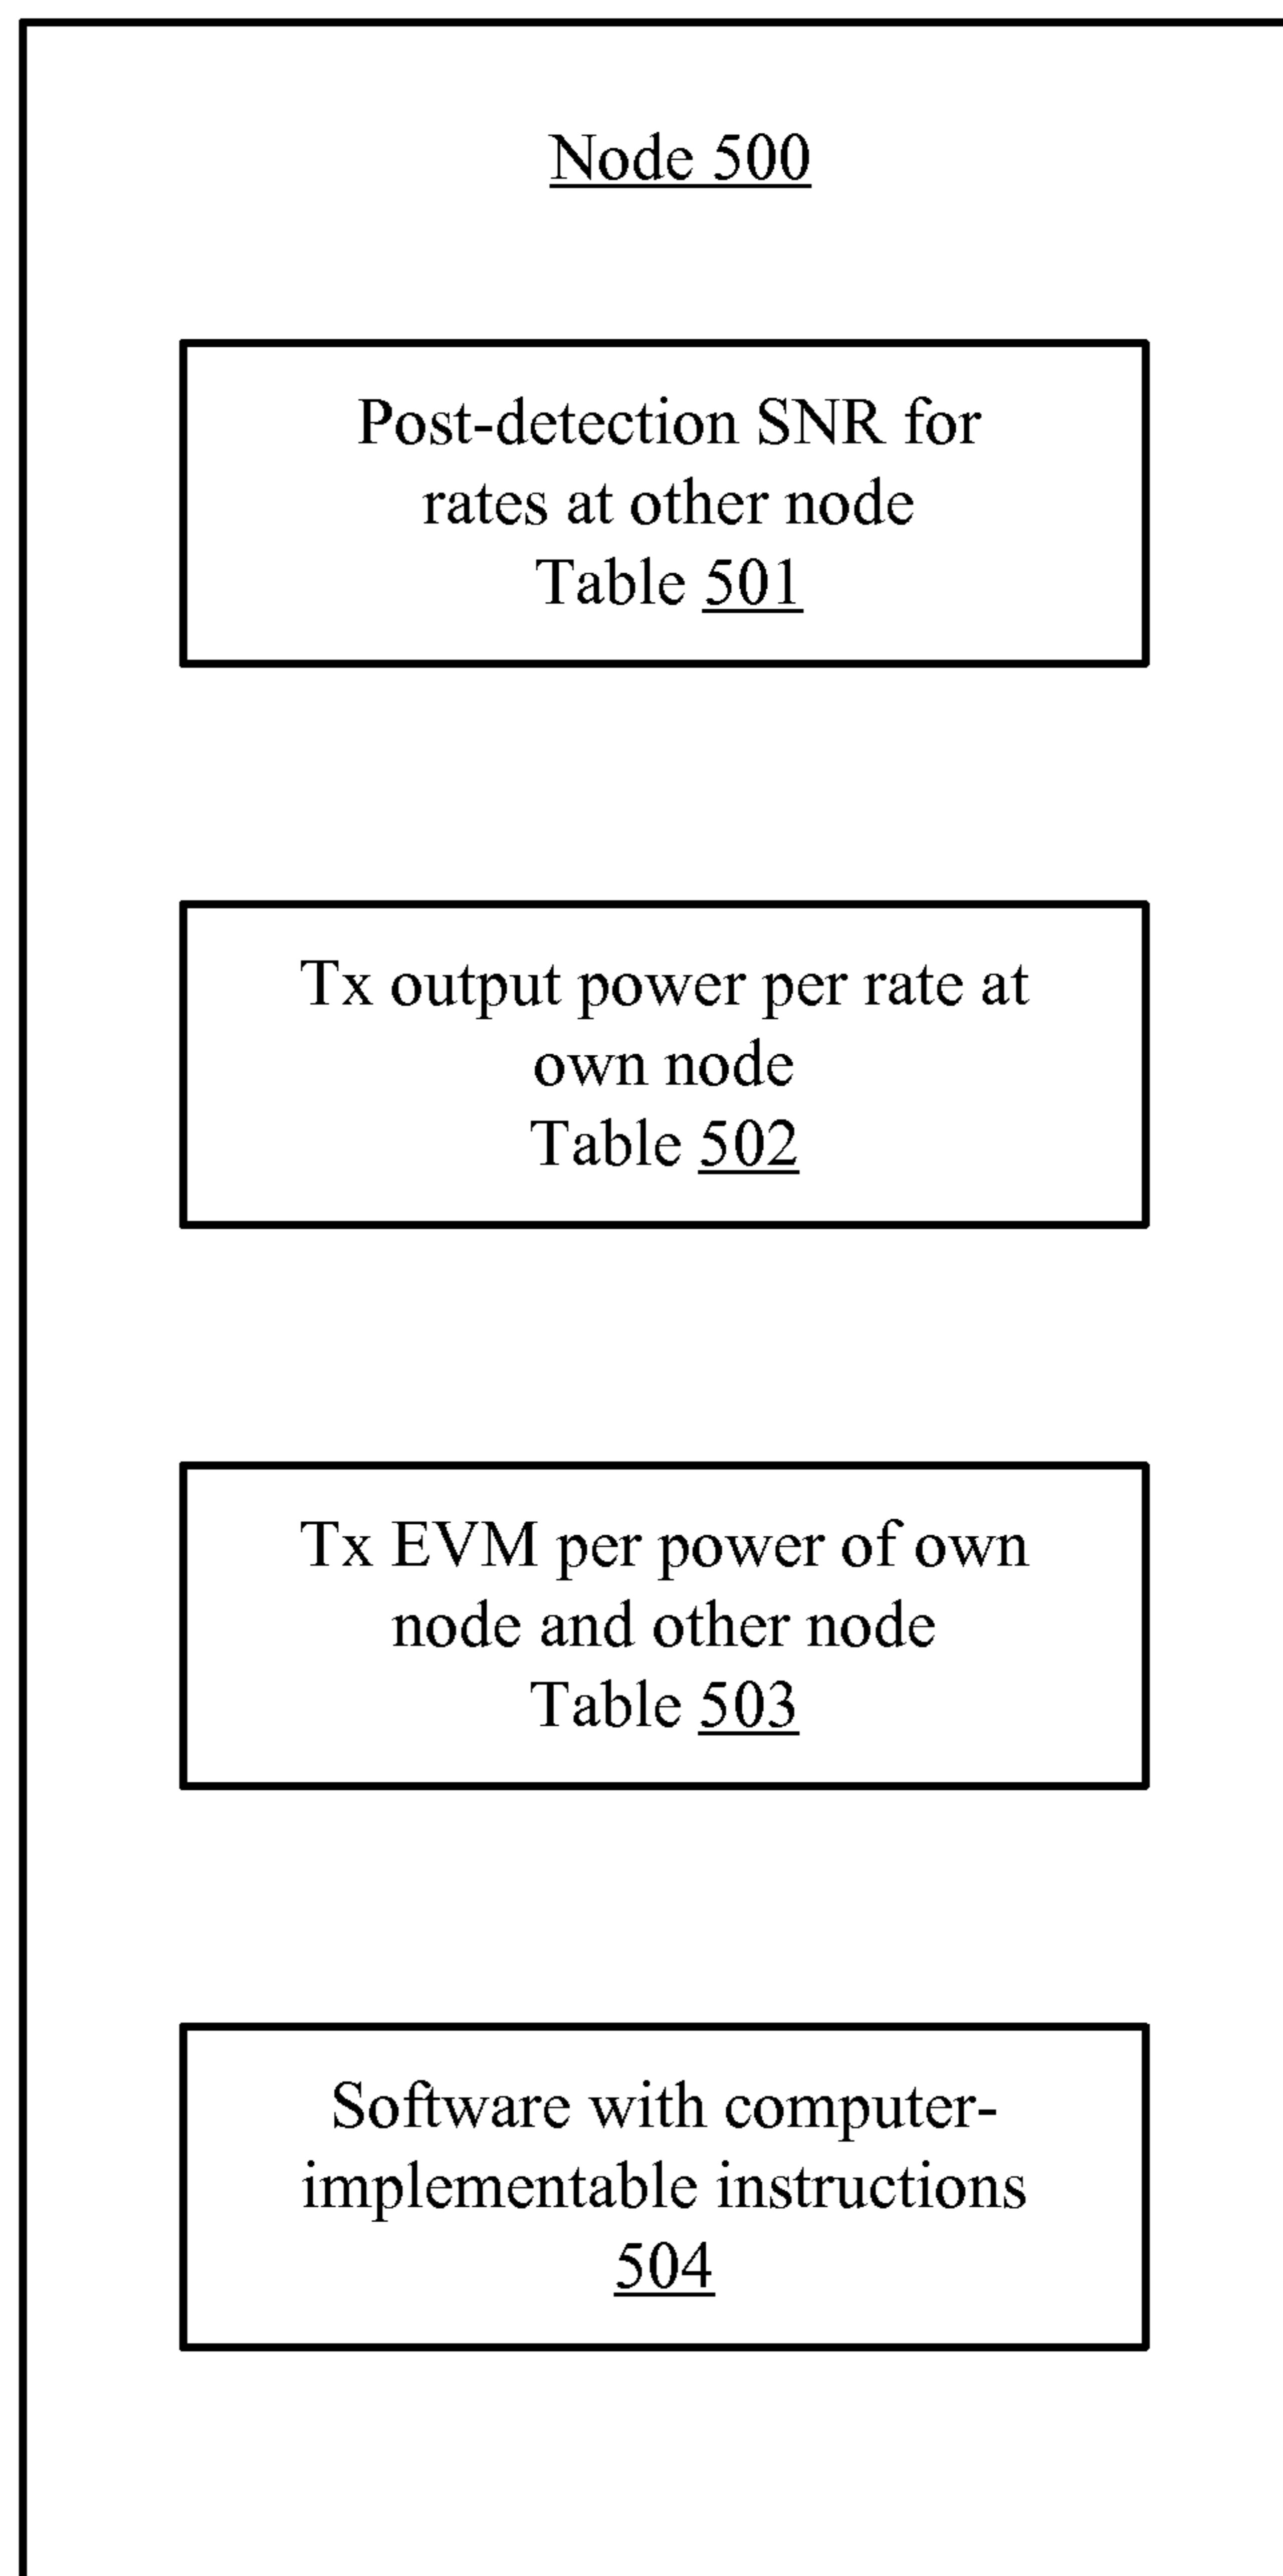 Node 500
Post-detection SNR for
rates at other node
Table 501
Tx output power per rate at
own node
Table 502
Tx EVM per power of own
node and other node
Table 503
Software with computer-
implementable instructions
504